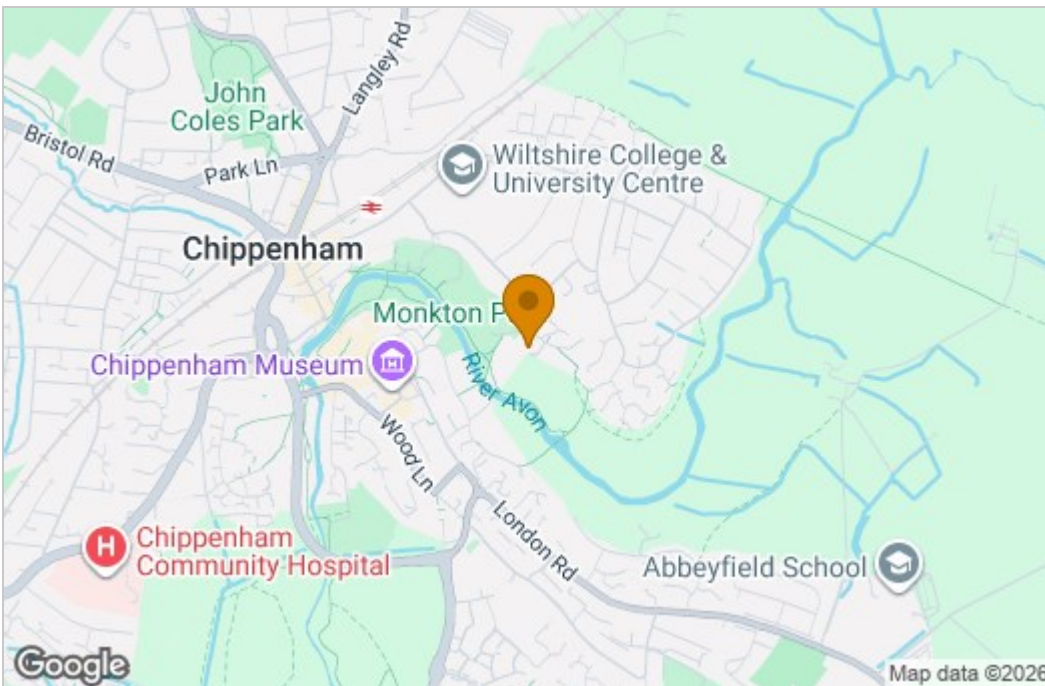 Langley Rd
John
Coles Park
Bristol Rd
Park Ln
Wiltshire College &
University Centre
Chippenham
Monkton P
Chippenham Museum
River Avon
Wood Ln
London Rd
H
Chippenham
Community Hospital
Abbeyfield School
Google
Map data ©2026